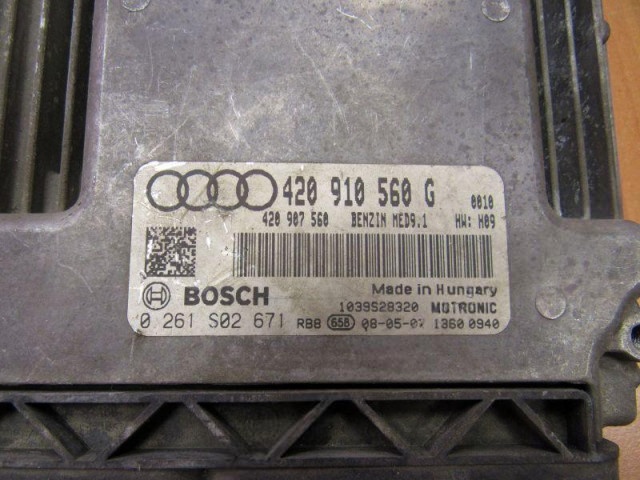 420 910 560 G 0010
420 907 560 BENZIN MED9.1 HW: H09
Made in Hungary
BOSCH 1039S28320 MOTRONIC
0 261 S02 671 RB8 658 08-05-07 1360 0940